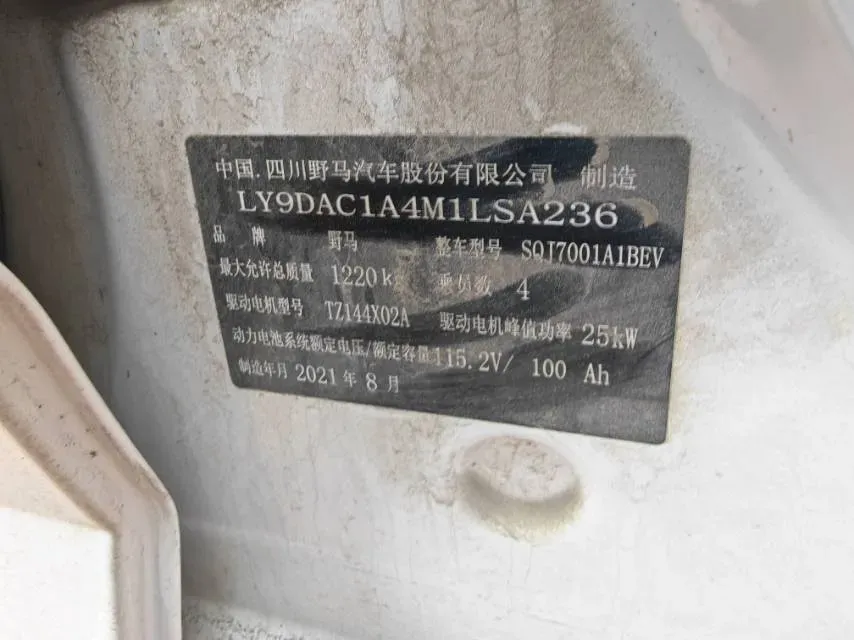 中国.四川野马汽车股份有限公司 制造
LY9DAC1A4M1LSA236
品牌 野马 整车型号 SQJ7001A1BEV
最大允许总质量 1220k 乘员数 4
驱动电机型号 TZ144X02A 驱动电机峰值功率 25kW
动力电池系统额定电压/额定容量115.2V/ 100 Ah
制造年月 2021 年 8 月